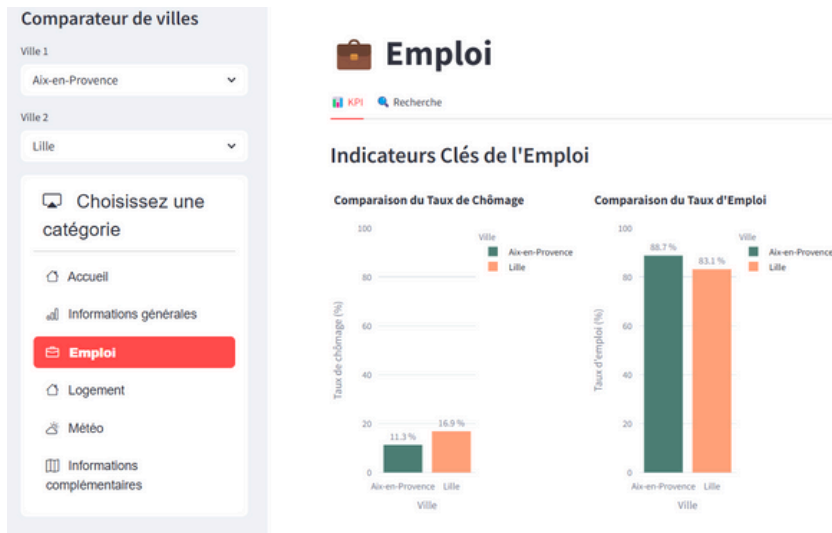 Comparateur de villes
Ville 1
Aix-en-Provence
Ville 2
Lille
Choisissez une
catégorie
Accueil
Informations générales
Emploi
Logement
Météo
Informations
complémentaires
Emploi
KPI
Recherche
Indicateurs Clés de l'Emploi
Comparaison du Taux de Chômage
100
80
60
40
20
0
Taux de chômage (%)
11.3 %
16.9 %
Aix-en-Provence
Lille
Ville
Ville
Aix-en-Provence
Lille
Comparaison du Taux d'Emploi
100
80
60
40
20
0
Taux d'emploi (%)
88.7 %
83.1 %
Aix-en-Provence
Lille
Ville
Ville
Aix-en-Provence
Lille